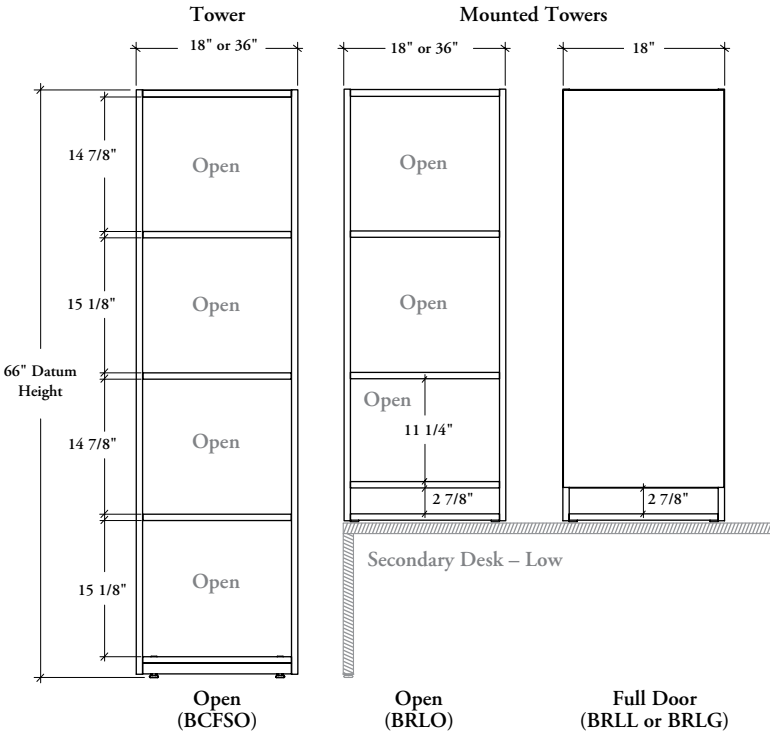 Tower
Mounted Towers
18" or 36"
18" or 36"
18"
14 7/8"
Open
Open
15 1/8"
Open
Open
66" Datum
Height
Open
11 1/4"
14 7/8"
Open
2 7/8"
2 7/8"
Secondary Desk – Low
15 1/8"
Open
Open
(BCFSO)
Open
(BRLO)
Full Door
(BRLL or BRLG)